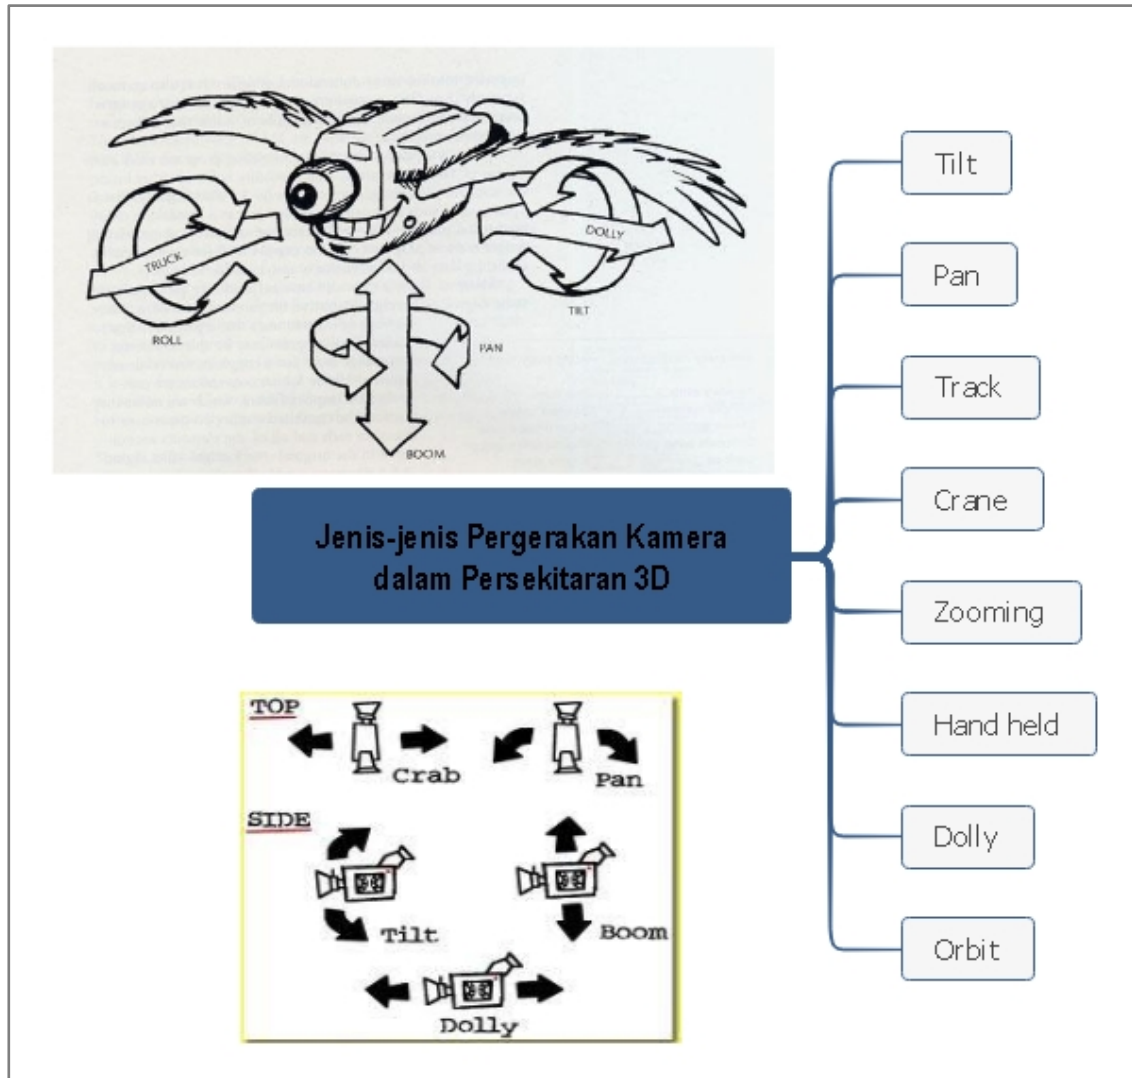 TRUCK
ROLL
DOLLY
TILT
PAN
BOOM
Jenis-jenis Pergerakan Kamera
dalam Persekitaran 3D
Tilt
Pan
Track
Crane
Zooming
Hand held
Dolly
Orbit
TOP
Crab
Pan
SIDE
Tilt
Boom
Dolly